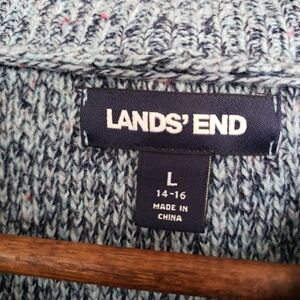 LANDS' END
L
14-16
MADE IN
CHINA